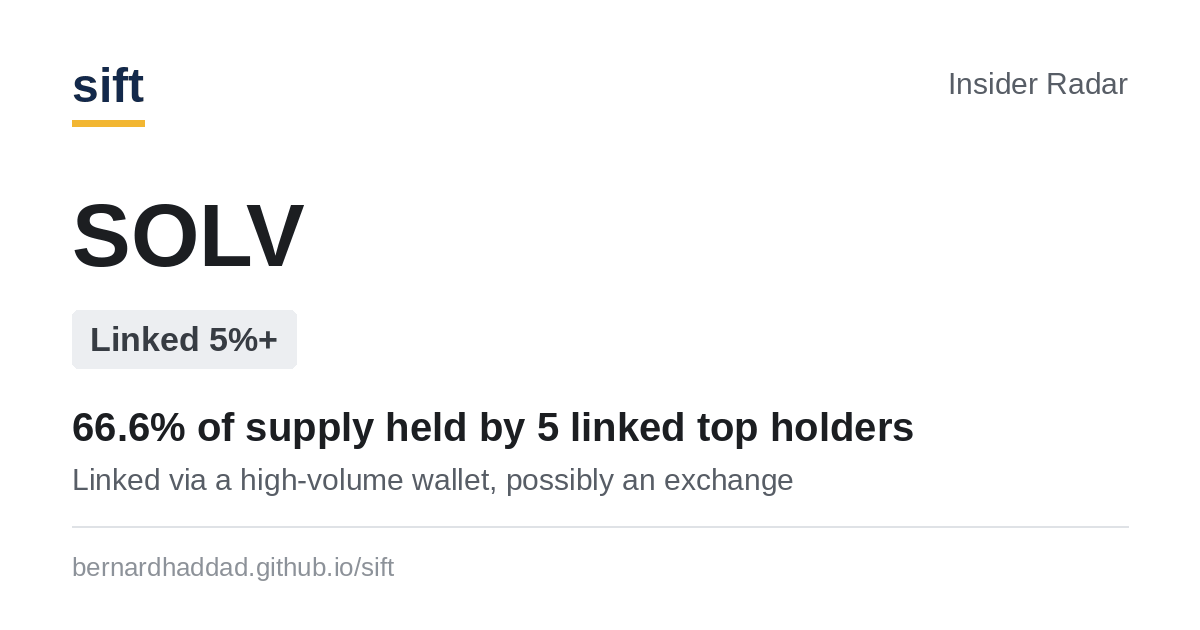 sift
Insider Radar
SOLV
Linked 5%+
66.6% of supply held by 5 linked top holders
Linked via a high-volume wallet, possibly an exchange
bernardhaddad.github.io/sift